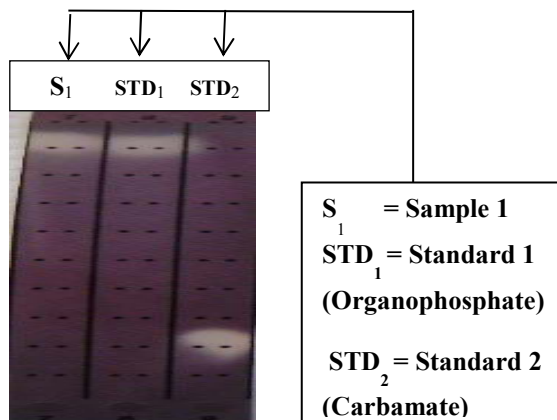 S₁ STD₁ STD₂
S₁ = Sample 1
STD₁ = Standard 1
(Organophosphate)
STD₂ = Standard 2
(Carbamate)